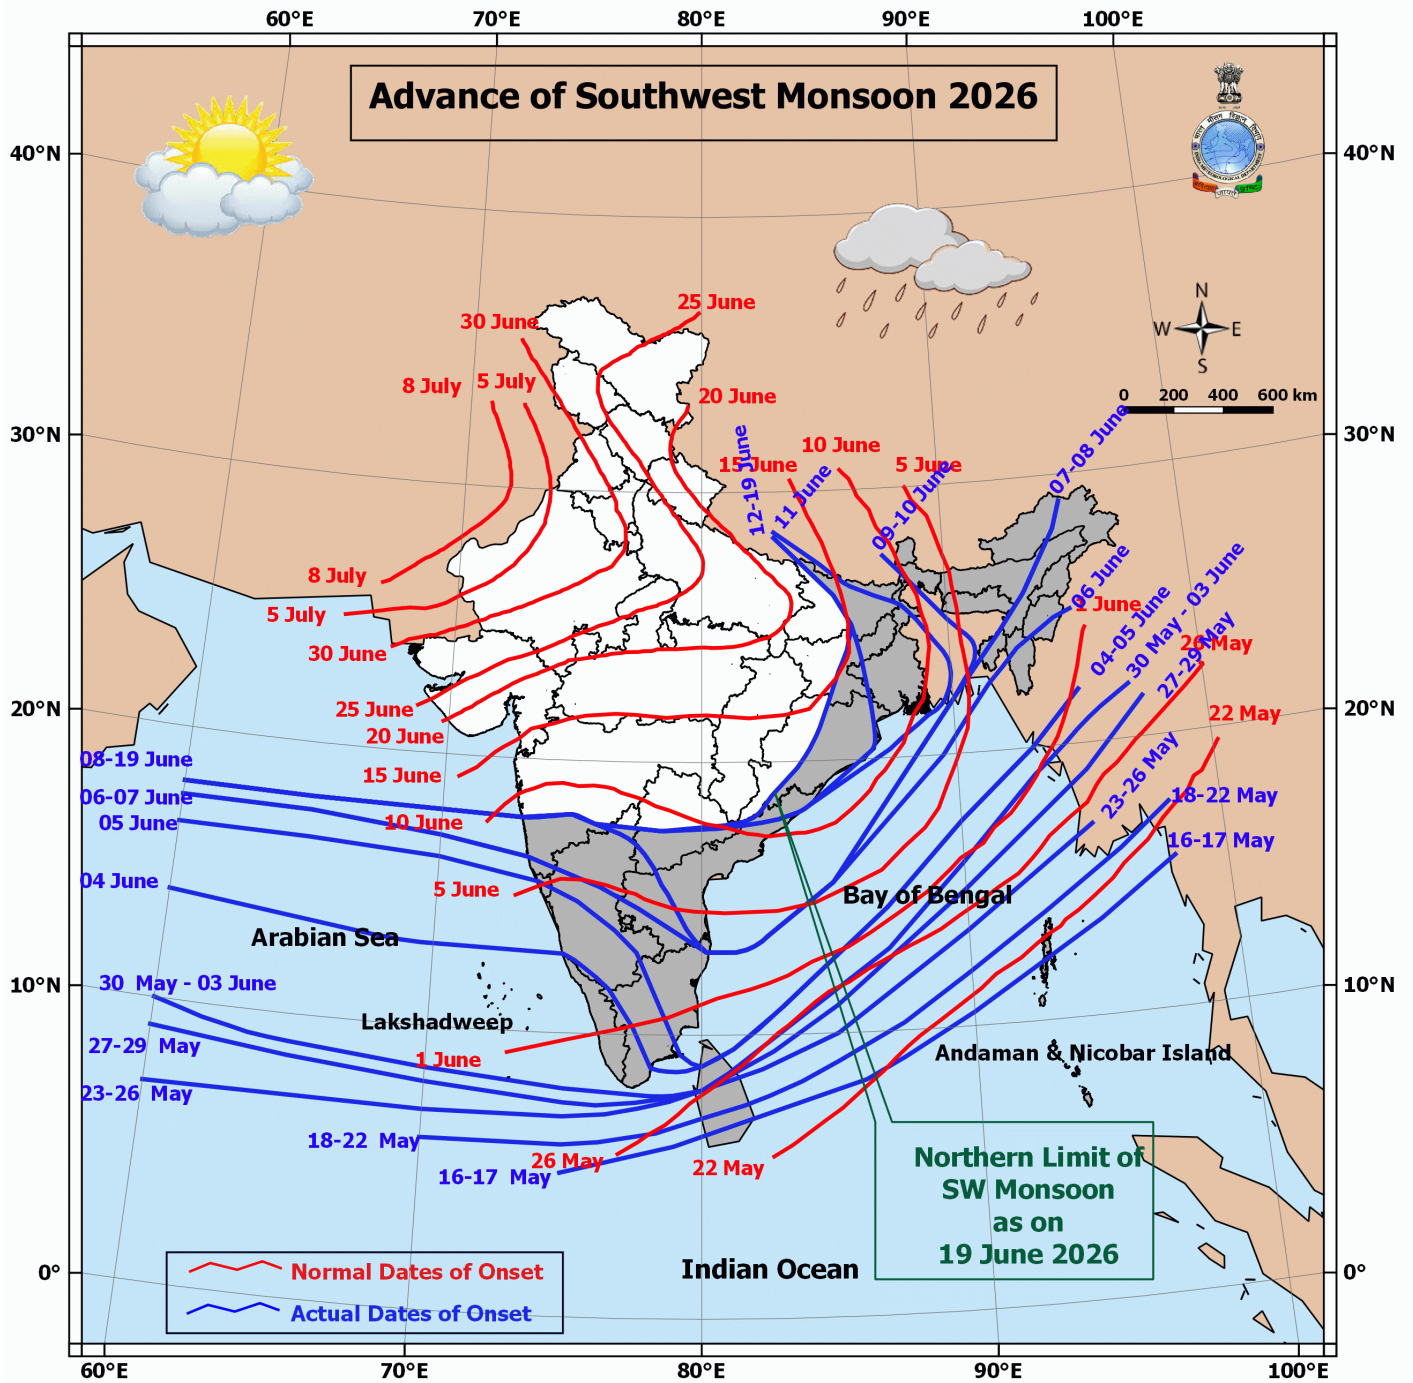 60°E 70°E 80°E 90°E 100°E
Advance of Southwest Monsoon 2026
40°N 40°N
N
W E
S
0 200 400 600 km
25 June
30 June
8 July 5 July
20 June
30°N 30°N
10 June
15 June 5 June
12-19 June
11 June
09-10 June
07-08 June
06 June
1 June
04-05 June
30 May - 03 June
27-29 May
26 May
22 May
23-26 May
18-22 May
16-17 May
8 July
5 July
30 June
25 June
20°N 20°N
20 June
08-19 June
15 June
06-07 June
05 June
10 June
04 June
5 June
Bay of Bengal
Arabian Sea
10°N 10°N
30 May - 03 June
Lakshadweep
27-29 May
1 June
Andaman & Nicobar Island
23-26 May
18-22 May
26 May
22 May
16-17 May
Northern Limit of
SW Monsoon
as on
19 June 2026
0° 0°
Indian Ocean
Normal Dates of Onset
Actual Dates of Onset
60°E 70°E 80°E 90°E 100°E